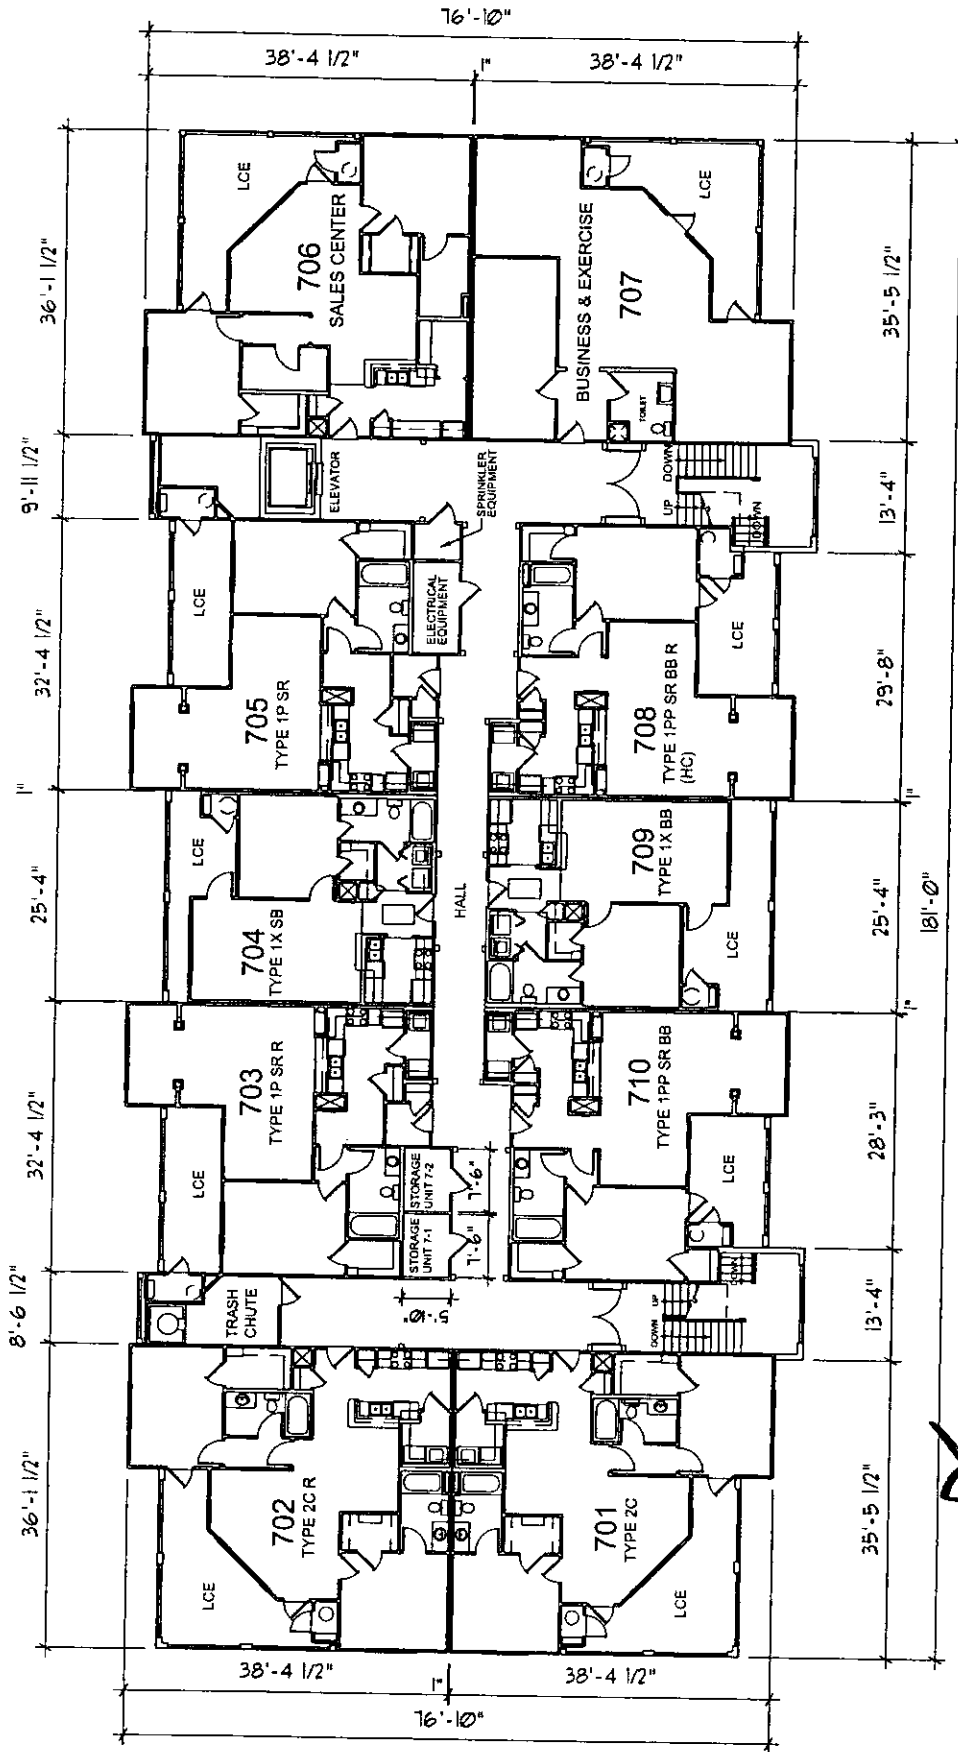 76'-10"
38'-4 1/2"
1"
38'-4 1/2"
36'-1 1/2"
9'-11 1/2"
32'-4 1/2"
1"
25'-4"
32'-4 1/2"
8'-6 1/2"
36'-1 1/2"
LCE
706
SALES CENTER
BUSINESS & EXERCISE
707
LCE
TOILET
35'-5 1/2"
ELEVATOR
SPRINKLER
EQUIPMENT
DOWN
UP
DOWN
13'-4"
LCE
ELECTRICAL
EQUIPMENT
LCE
705
TYPE 1P SR
708
TYPE 1PP SR BB R
(HC)
29'-8"
1"
LCE
704
TYPE 1X SB
HALL
709
TYPE 1X BB
LCE
25'-4"
181'-0"
1"
703
TYPE 1P SR R
710
TYPE 1PP SR BB
LCE
STORAGE
UNIT 7-2
7'-6"
STORAGE
UNIT 7-1
7'-6"
LCE
28'-3"
TRASH
CHUTE
5'-10"
DOWN
UP
DOWN
13'-4"
702
TYPE 2C R
701
TYPE 2C
LCE
LCE
35'-5 1/2"
38'-4 1/2"
1"
38'-4 1/2"
76'-10"